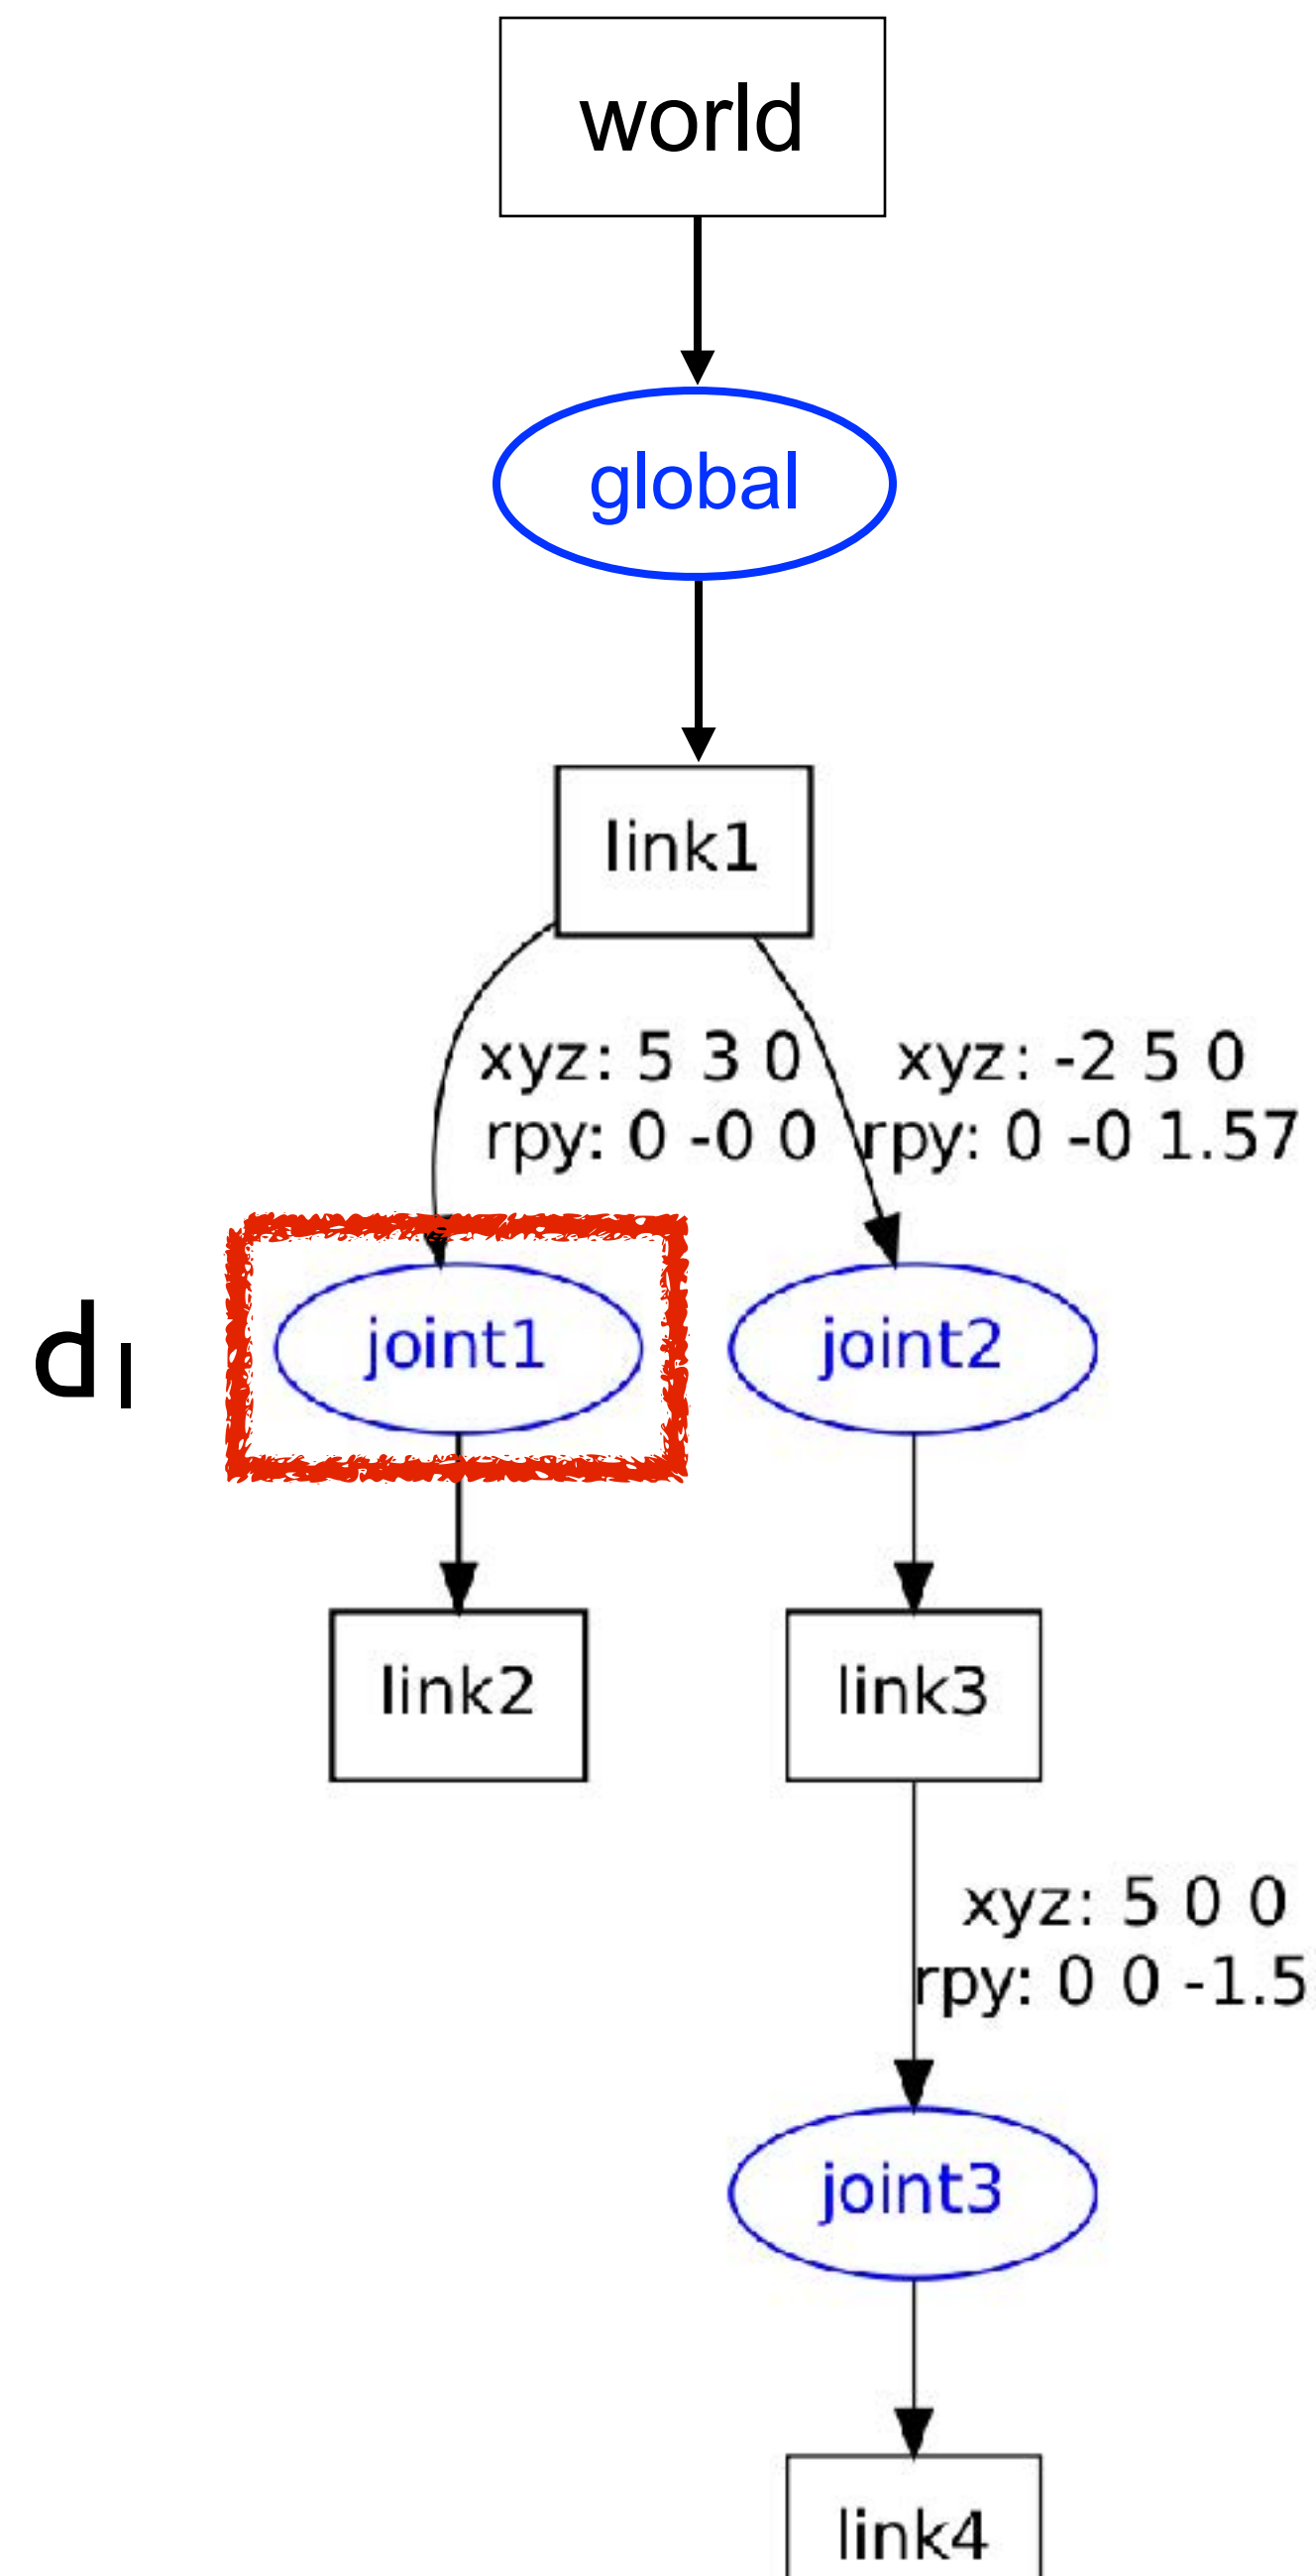 world
global
link1
xyz: 5 3 0
rpy: 0 -0 0
xyz: -2 5 0
rpy: 0 -0 1.57
d₁
joint1
joint2
link2
link3
xyz: 5 0 0
rpy: 0 0 -1.5
joint3
link4